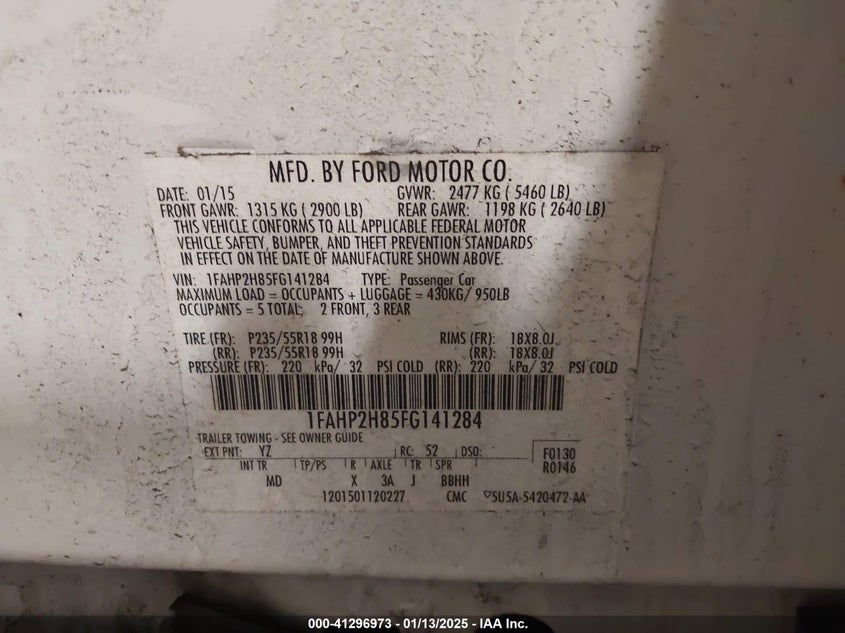 MFD. BY FORD MOTOR CO.
DATE: 01/15 GVWR: 2477 KG ( 5460 LB)
FRONT GAWR: 1315 KG ( 2900 LB) REAR GAWR: 1198 KG ( 2640 LB)
THIS VEHICLE CONFORMS TO ALL APPLICABLE FEDERAL MOTOR
VEHICLE SAFETY, BUMPER, AND THEFT PREVENTION STANDARDS
IN EFFECT ON THE DATE OF MANUFACTURE SHOWN ABOVE.
VIN: 1FAHP2H85FG141284 TYPE: Passenger Car
MAXIMUM LOAD = OCCUPANTS + LUGGAGE = 430KG/ 950LB
OCCUPANTS = 5 TOTAL; 2 FRONT, 3 REAR
TIRE (FR): P235/55R18 99H RIMS (FR): 18X8.0J
(RR): P235/55R18 99H (RR): 18X8.0J
PRESSURE (FR): 220 kPa/ 32 PSI COLD (RR): 220 kPa/ 32 PSI COLD
1FAHP2H85FG141284
TRAILER TOWING - SEE OWNER GUIDE
EXT PNT: YZ RC: 52 DSO: F0130
INT TR TP/PS R AXLE TR SPR R0146
MD X 3A J BBHH
1201501120227 CMC ▽5U5A-5420472-AA
000-41296973 - 01/13/2025 - IAA Inc.